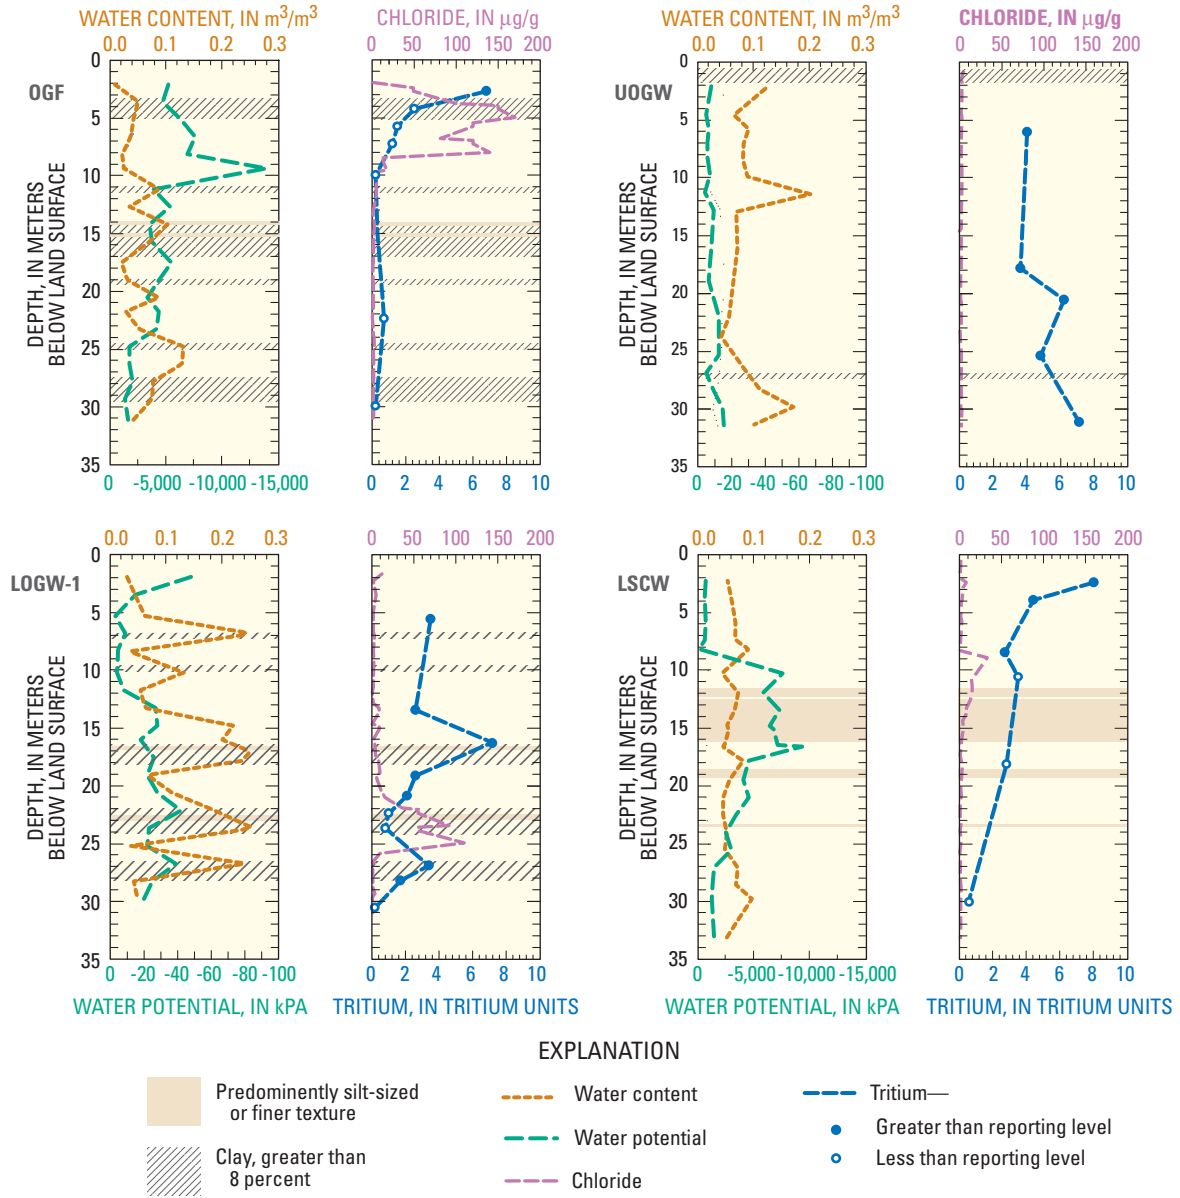 WATER CONTENT, IN m³/m³
0.0 0.1 0.2 0.3
CHLORIDE, IN µg/g
0 50 100 150 200
WATER CONTENT, IN m³/m³
0.0 0.1 0.2 0.3
CHLORIDE, IN µg/g
0 50 100 150 200
OGF
UOGW
DEPTH, IN METERS
BELOW LAND SURFACE
0
5
10
15
20
25
30
35
0 -5,000 -10,000 -15,000
0 2 4 6 8 10
DEPTH, IN METERS
BELOW LAND SURFACE
0
5
10
15
20
25
30
35
0 -20 -40 -60 -80 -100
0 2 4 6 8 10
0.0 0.1 0.2 0.3
0 50 100 150 200
0.0 0.1 0.2 0.3
0 50 100 150 200
LOGW-1
LSCW
DEPTH, IN METERS
BELOW LAND SURFACE
0
5
10
15
20
25
30
35
0 -20 -40 -60 -80 -100
0 2 4 6 8 10
DEPTH, IN METERS
BELOW LAND SURFACE
0
5
10
15
20
25
30
35
0 -5,000 -10,000 -15,000
0 2 4 6 8 10
WATER POTENTIAL, IN kPA
TRITIUM, IN TRITIUM UNITS
WATER POTENTIAL, IN kPA
TRITIUM, IN TRITIUM UNITS
EXPLANATION
Predominently silt-sized
or finer texture
Clay, greater than
8 percent
Water content
Water potential
Chloride
Tritium—
Greater than reporting level
Less than reporting level